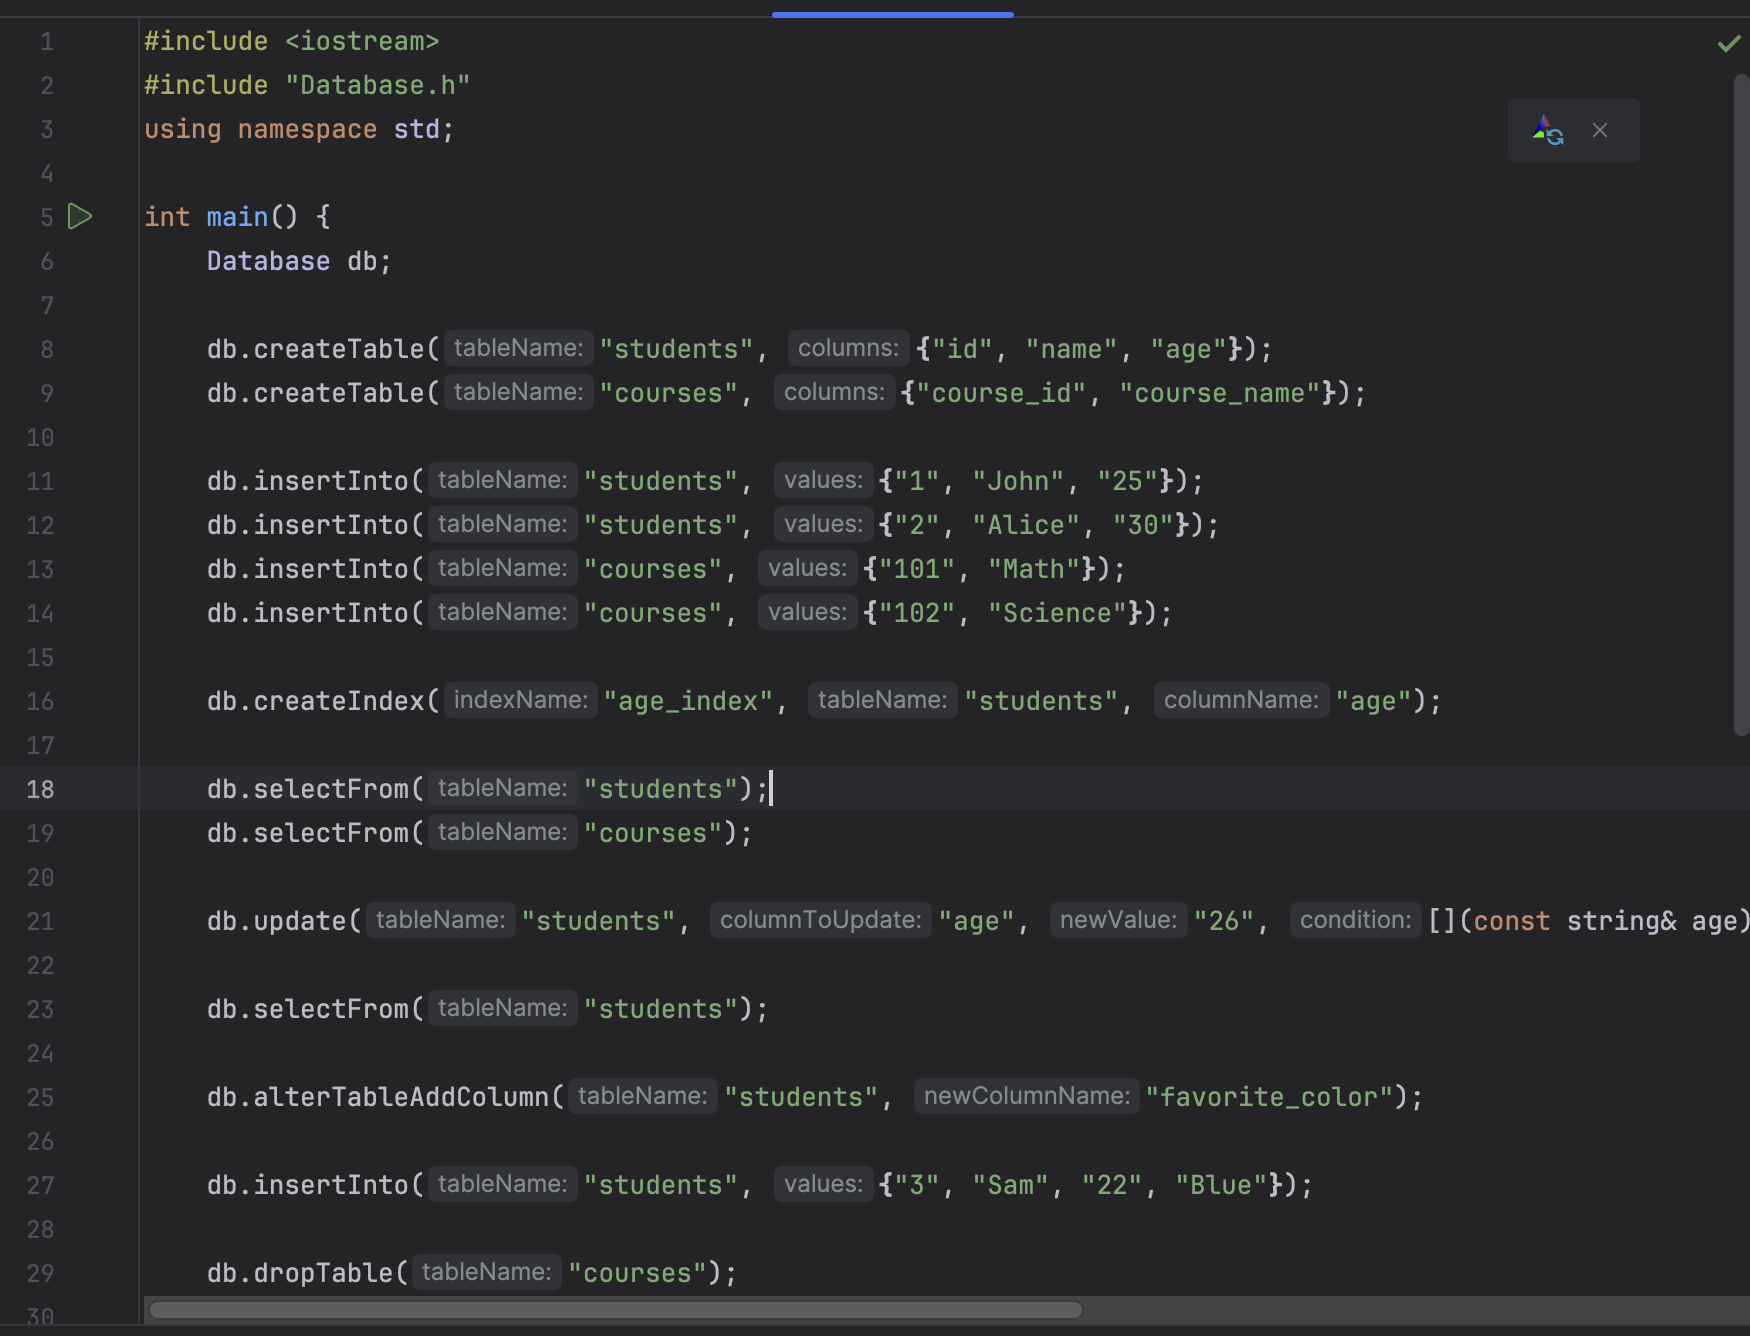 1 #include <iostream>
2 #include "Database.h"
3 using namespace std;
4
5 int main() {
6 Database db;
7
8 db.createTable( tableName: "students", columns: {"id", "name", "age"});
9 db.createTable( tableName: "courses", columns: {"course_id", "course_name"});
10
11 db.insertInto( tableName: "students", values: {"1", "John", "25"});
12 db.insertInto( tableName: "students", values: {"2", "Alice", "30"});
13 db.insertInto( tableName: "courses", values: {"101", "Math"});
14 db.insertInto( tableName: "courses", values: {"102", "Science"});
15
16 db.createIndex( indexName: "age_index", tableName: "students", columnName: "age");
17
18 db.selectFrom( tableName: "students");
19 db.selectFrom( tableName: "courses");
20
21 db.update( tableName: "students", columnToUpdate: "age", newValue: "26", condition: [](const string& age)
22
23 db.selectFrom( tableName: "students");
24
25 db.alterTableAddColumn( tableName: "students", newColumnName: "favorite_color");
26
27 db.insertInto( tableName: "students", values: {"3", "Sam", "22", "Blue"});
28
29 db.dropTable( tableName: "courses");
30